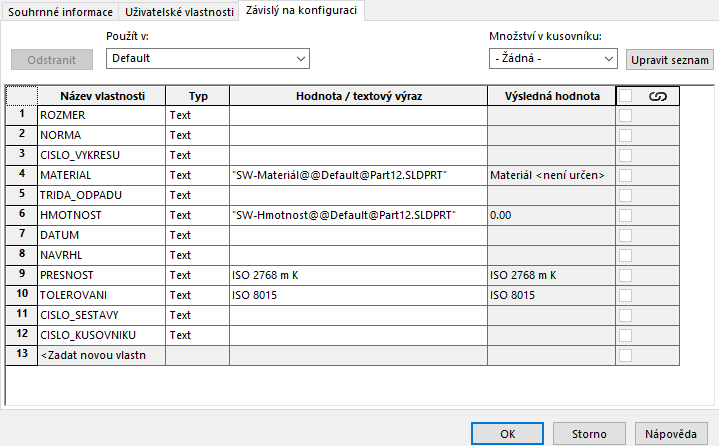 Souhrnné informace Uživatelské vlastnosti Závislý na konfiguraci
Použít v: Množství v kusovníku:
Odstranit Default - Žádná - Upravit seznam
Název vlastnosti Typ Hodnota / textový výraz Výsledná hodnota
1 ROZMER Text
2 NORMA Text
3 CISLO_VYKRESU Text
4 MATERIAL Text "SW-Materiál@@Default@Part12.SLDPRT" Materiál <není určen>
5 TRIDA_ODPADU Text
6 HMOTNOST Text "SW-Hmotnost@@Default@Part12.SLDPRT" 0.00
7 DATUM Text
8 NAVRHL Text
9 PRESNOST Text ISO 2768 m K ISO 2768 m K
10 TOLEROVANI Text ISO 8015 ISO 8015
11 CISLO_SESTAVY Text
12 CISLO_KUSOVNIKU Text
13 <Zadat novou vlastn
OK Storno Nápověda